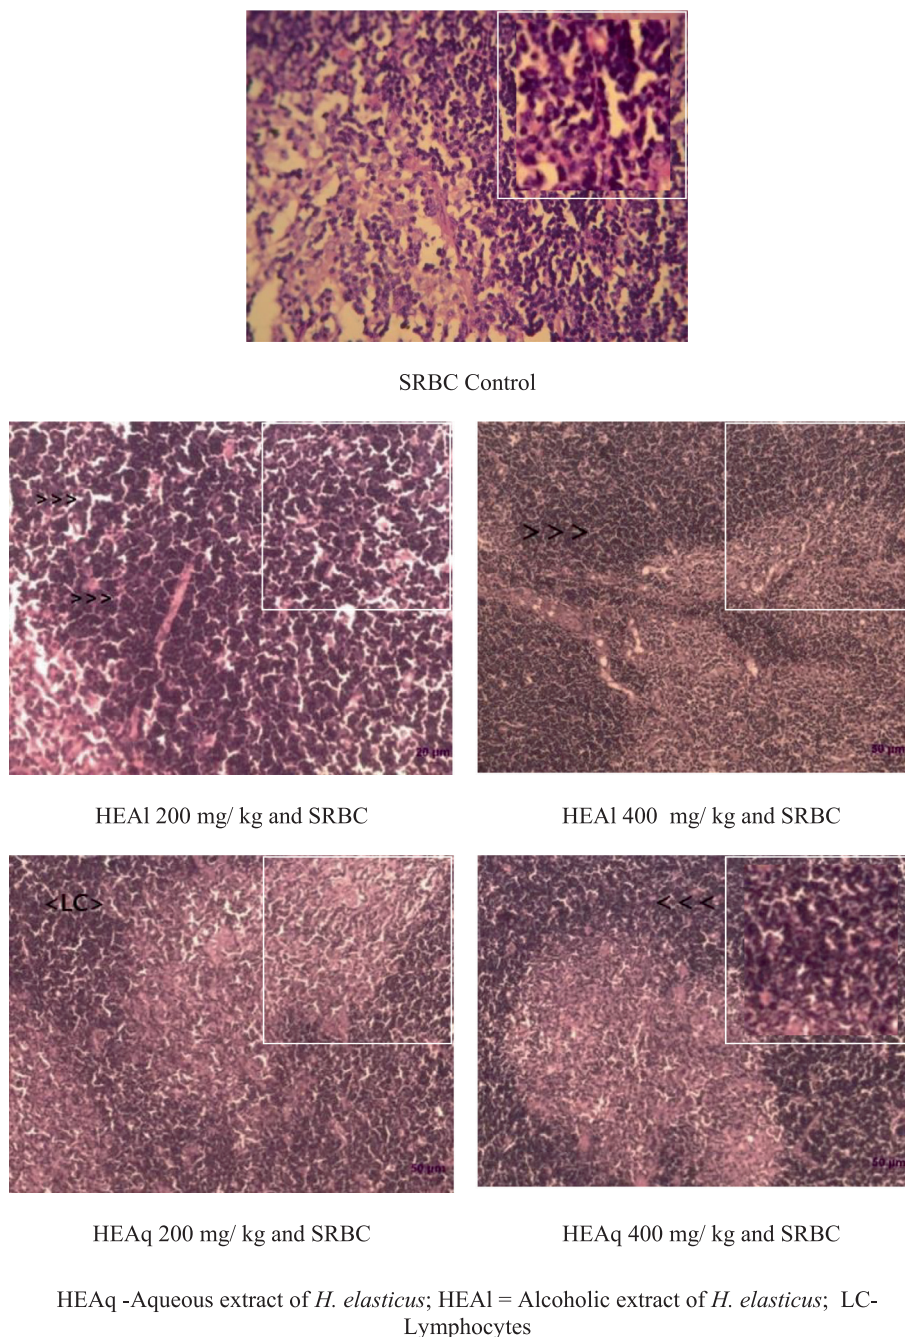 SRBC Control
>>>
>>>
20 µm
> > >
50 µm
HEAl 200 mg/ kg and SRBC
HEAl 400 mg/ kg and SRBC
<LC>
50 µm
< < <
50 µm
HEAq 200 mg/ kg and SRBC
HEAq 400 mg/ kg and SRBC
HEAq -Aqueous extract of H. elasticus; HEAl = Alcoholic extract of H. elasticus; LC-
Lymphocytes